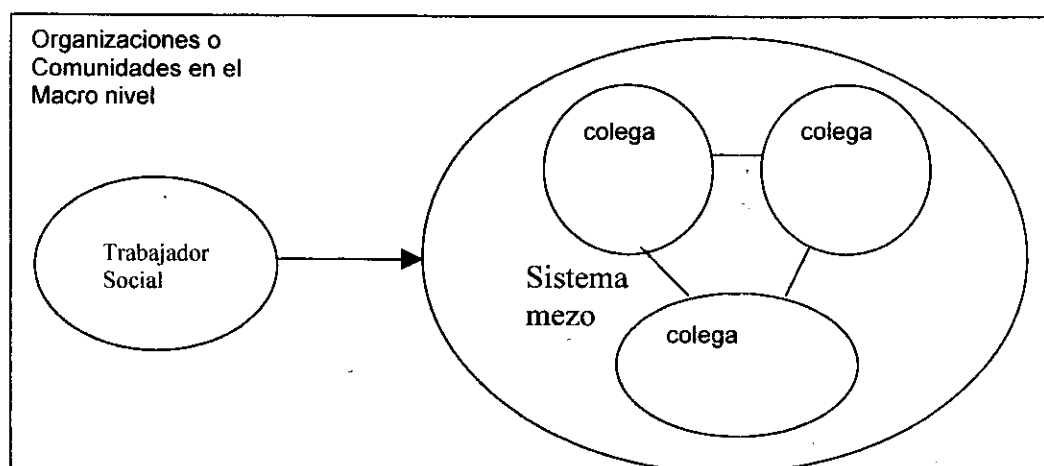 Organizaciones o
Comunidades en el
Macro nivel
colega
colega
Trabajador
Social
Sistema
mezo
colega